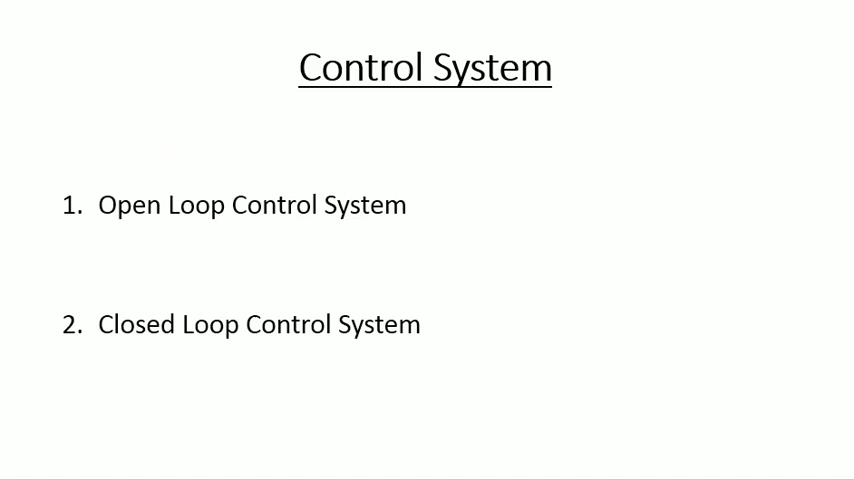 Control System
1. Open Loop Control System
2. Closed Loop Control System